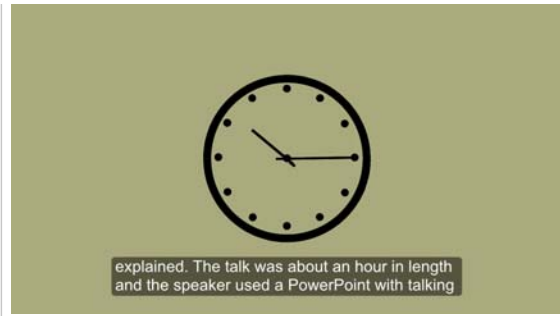 explained. The talk was about an hour in length
and the speaker used a PowerPoint with talking